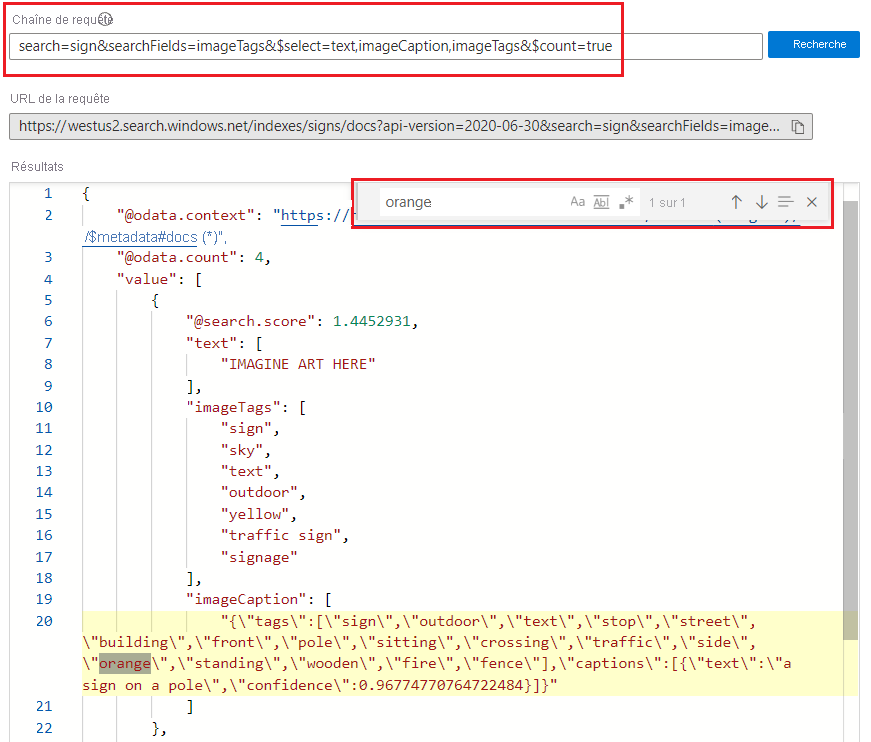 Chaîne de requête
search=sign&searchFields=imageTags&$select=text,imageCaption,imageTags&$count=true
Recherche
URL de la requête
https://westus2.search.windows.net/indexes/signs/docs?api-version=2020-06-30&search=sign&searchFields=image...
Résultats
orange Aa Abl .* 1 sur 1
1 {
2 "@odata.context": "https://
/$metadata#docs (*)",
3 "@odata.count": 4,
4 "value": [
5 {
6 "@search.score": 1.4452931,
7 "text": [
8 "IMAGINE ART HERE"
9 ],
10 "imageTags": [
11 "sign",
12 "sky",
13 "text",
14 "outdoor",
15 "yellow",
16 "traffic sign",
17 "signage"
18 ],
19 "imageCaption": [
20 "{\"tags\":[\"sign\",\"outdoor\",\"text\",\"stop\",\"street\",
\"building\",\"front\",\"pole\",\"sitting\",\"crossing\",\"traffic\",\"side\",
\"orange\",\"standing\",\"wooden\",\"fire\",\"fence\"],\"captions\":[{\"text\":\"a
sign on a pole\",\"confidence\":0.96774770764722484}]}"
21 ]
22 },